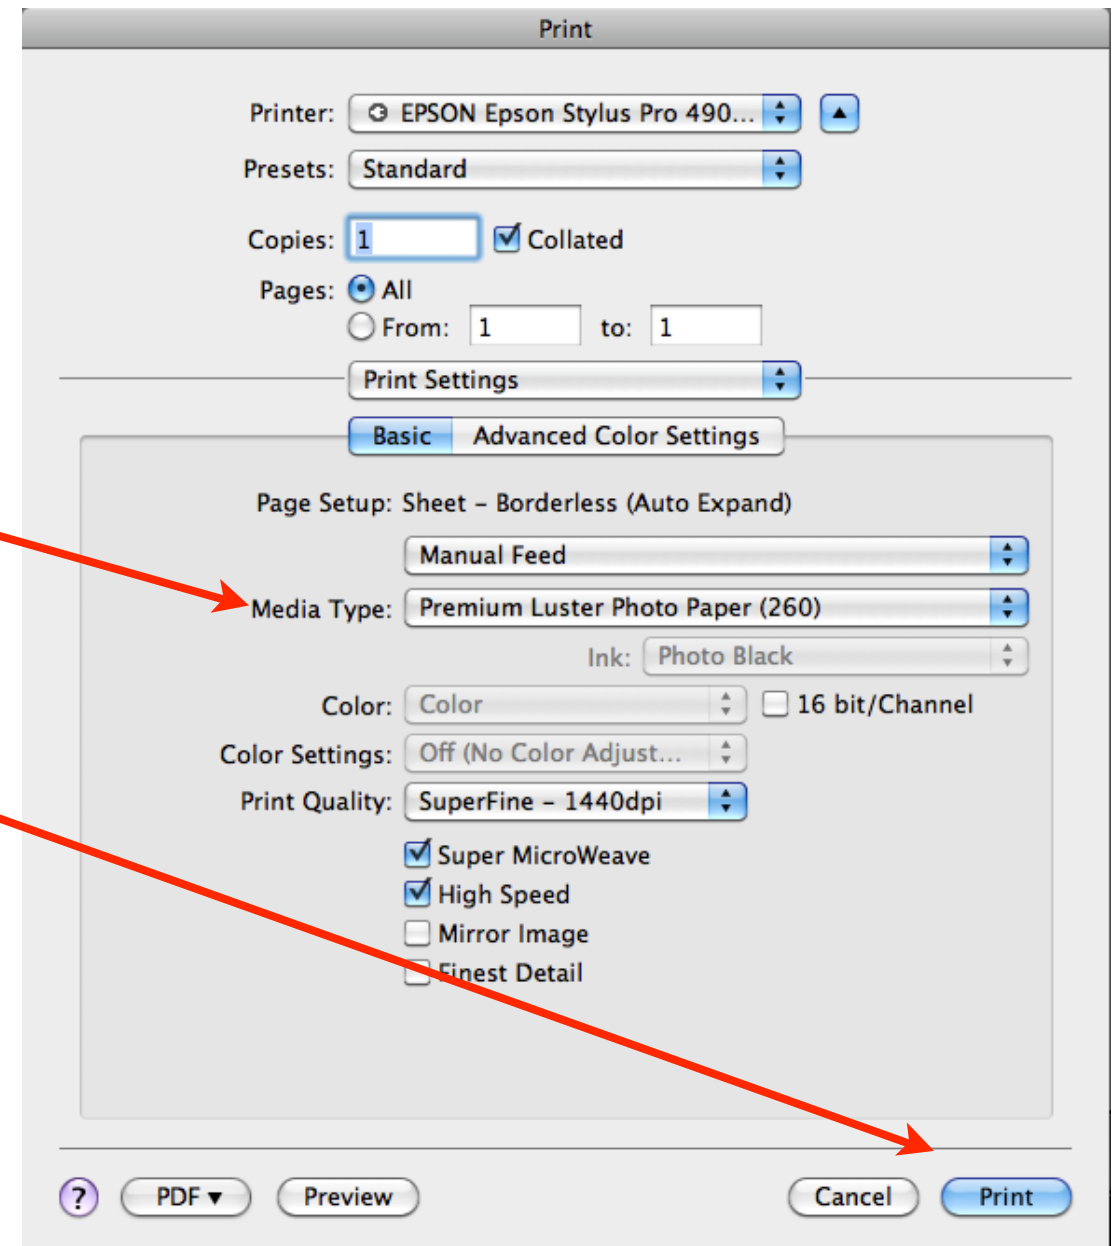 Print
Printer: EPSON Epson Stylus Pro 490...
Presets: Standard
Copies: 1 Collated
Pages: All
From: 1 to: 1
Print Settings
Basic Advanced Color Settings
Page Setup: Sheet – Borderless (Auto Expand)
Manual Feed
Media Type: Premium Luster Photo Paper (260)
Ink: Photo Black
Color: Color 16 bit/Channel
Color Settings: Off (No Color Adjust...
Print Quality: SuperFine – 1440dpi
Super MicroWeave
High Speed
Mirror Image
Finest Detail
? PDF▼ Preview Cancel Print